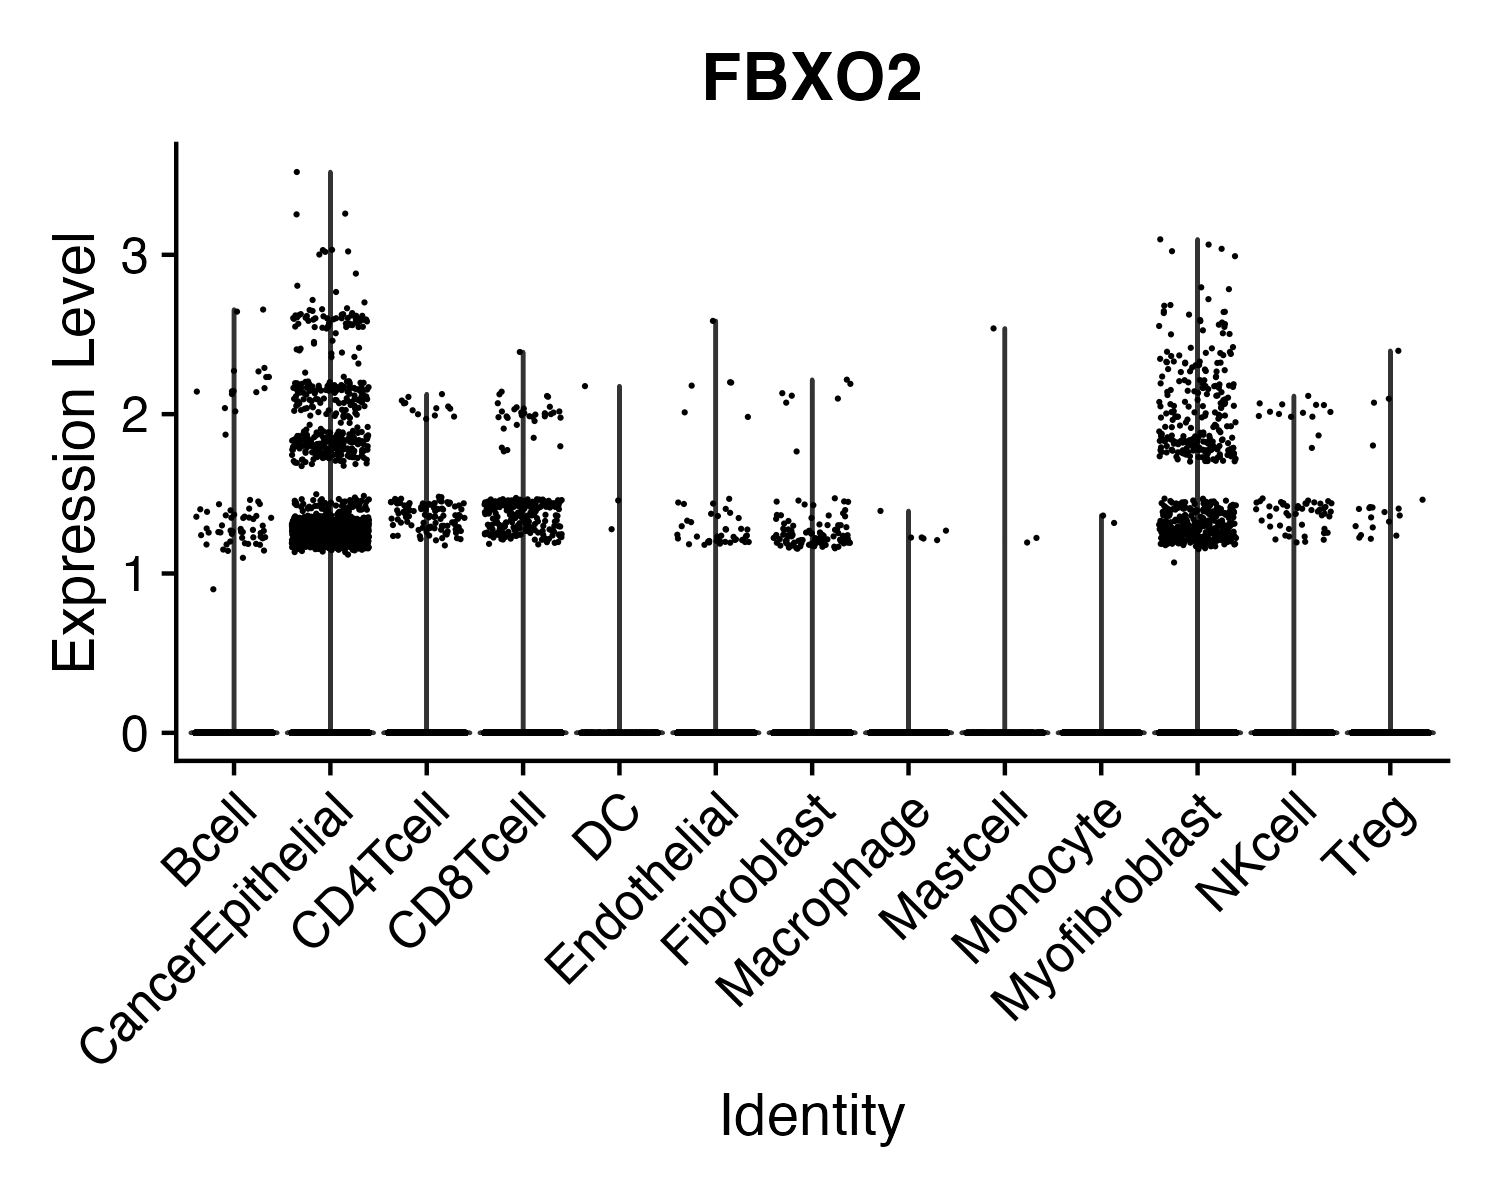 FBXO2
Expression Level
3
2
1
0
Bcell
CancerEpithelial
CD4Tcell
CD8Tcell
DC
Endothelial
Fibroblast
Macrophage
Mastcell
Monocyte
Myofibroblast
NKcell
Treg
Identity